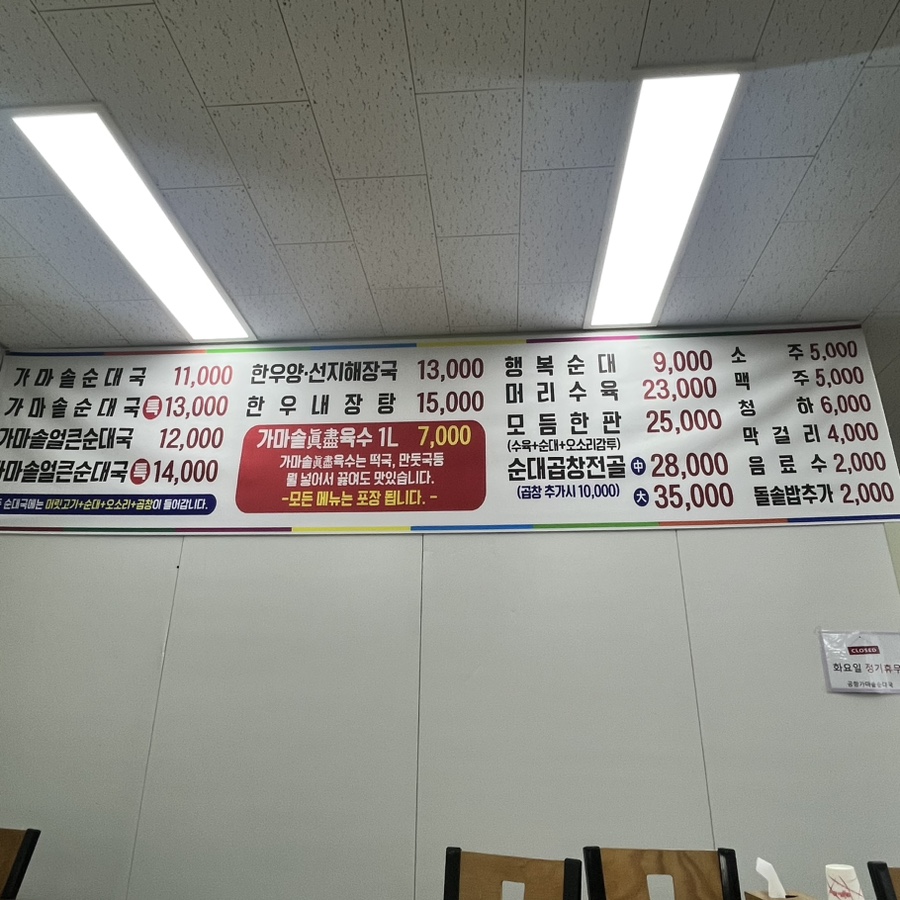 가마솥순대국 11,000
가마솥순대국 특 13,000
가마솥얼큰순대국 12,000
가마솥얼큰순대국 특 14,000
순대국에는 머릿고기+순대+오소리+곱창이 들어갑니다.
한우양·선지해장국 13,000
한우내장탕 15,000
가마솥眞盡육수 1L 7,000
가마솥眞盡육수는 떡국, 만둣국등
뭘 넣어서 끓여도 맛있습니다.
-모든 메뉴는 포장 됩니다.-
행복순대 9,000
머리수육 23,000
모듬한판 25,000
(수육+순대+오소리감투)
순대곱창전골 中 28,000
(곱창 추가시 10,000) 大 35,000
소주 5,000
맥주 5,000
청하 6,000
막걸리 4,000
음료수 2,000
돌솥밥추가 2,000
CLOSED
화요일 정기휴무
공항가마솥순대국